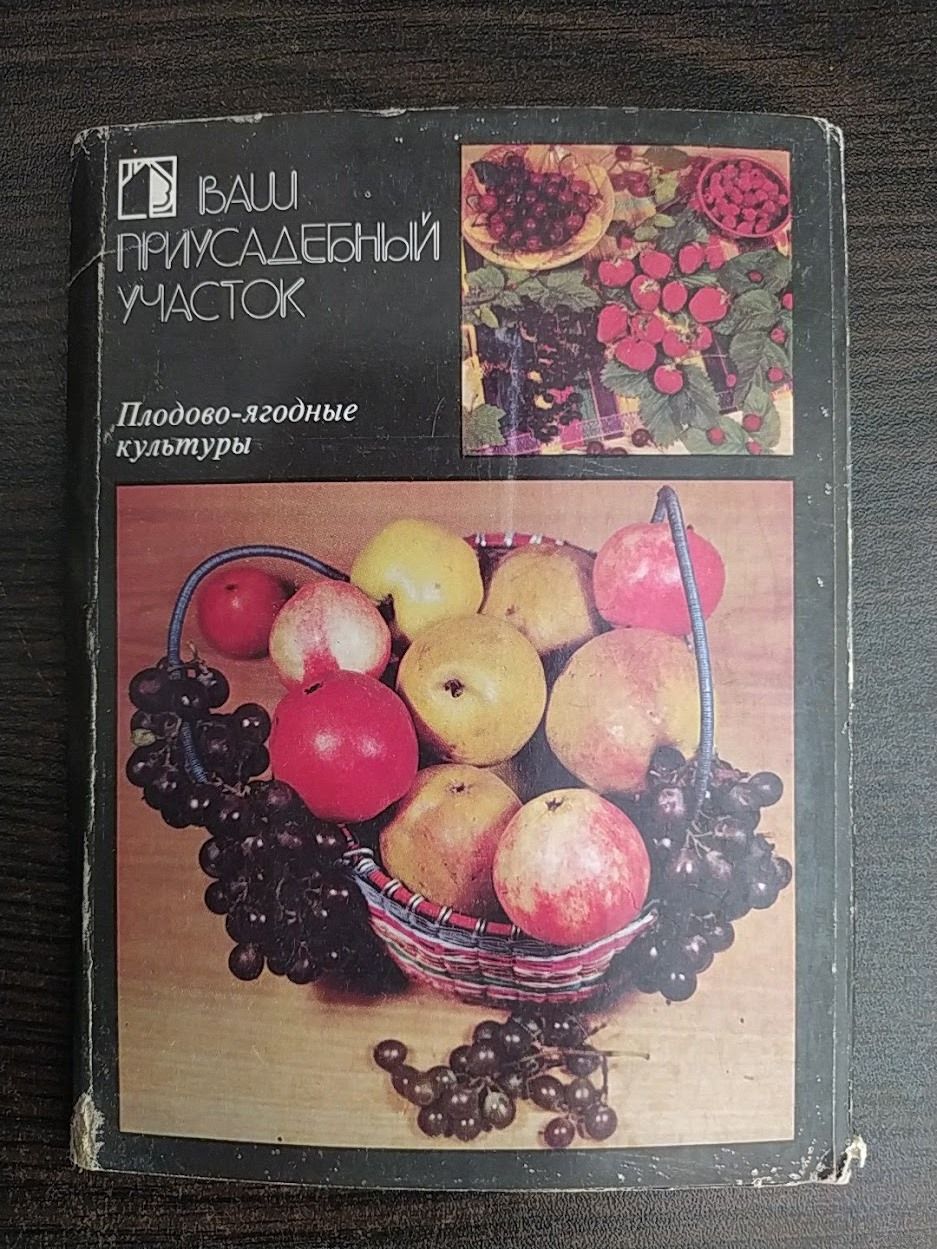 ВАШ
ПРИУСАДЕБНЫЙ
УЧАСТОК
Плодово-ягодные
культуры